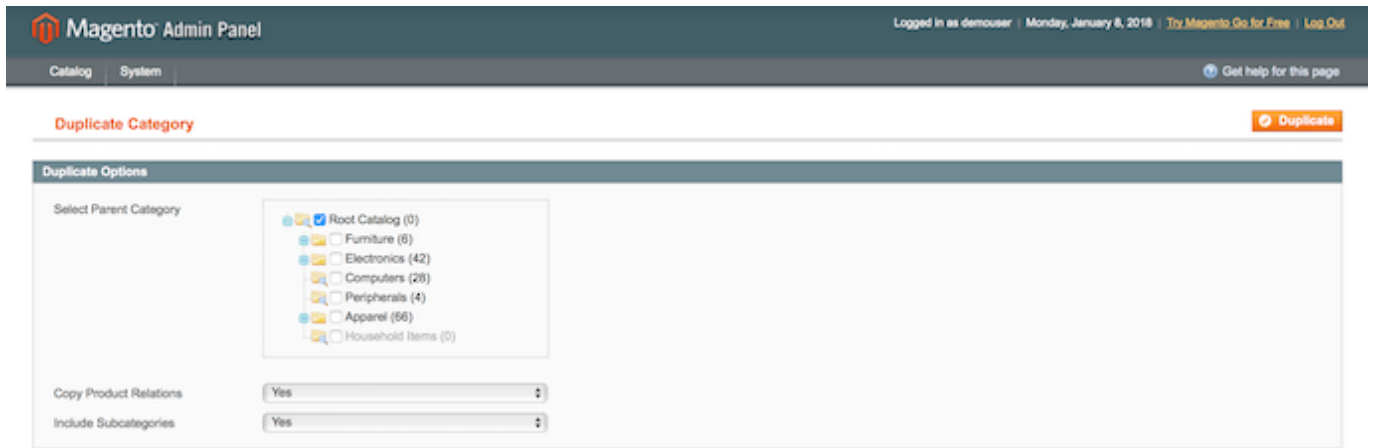 Magento Admin Panel
Logged in as demouser | Monday, January 8, 2018 | Try Magento Go for Free | Log Out
Catalog System
Get help for this page
Duplicate Category
Duplicate
Duplicate Options
Select Parent Category
Root Catalog (0)
Furniture (6)
Electronics (42)
Computers (28)
Peripherals (4)
Apparel (66)
Household Items (0)
Copy Product Relations Yes
Include Subcategories Yes